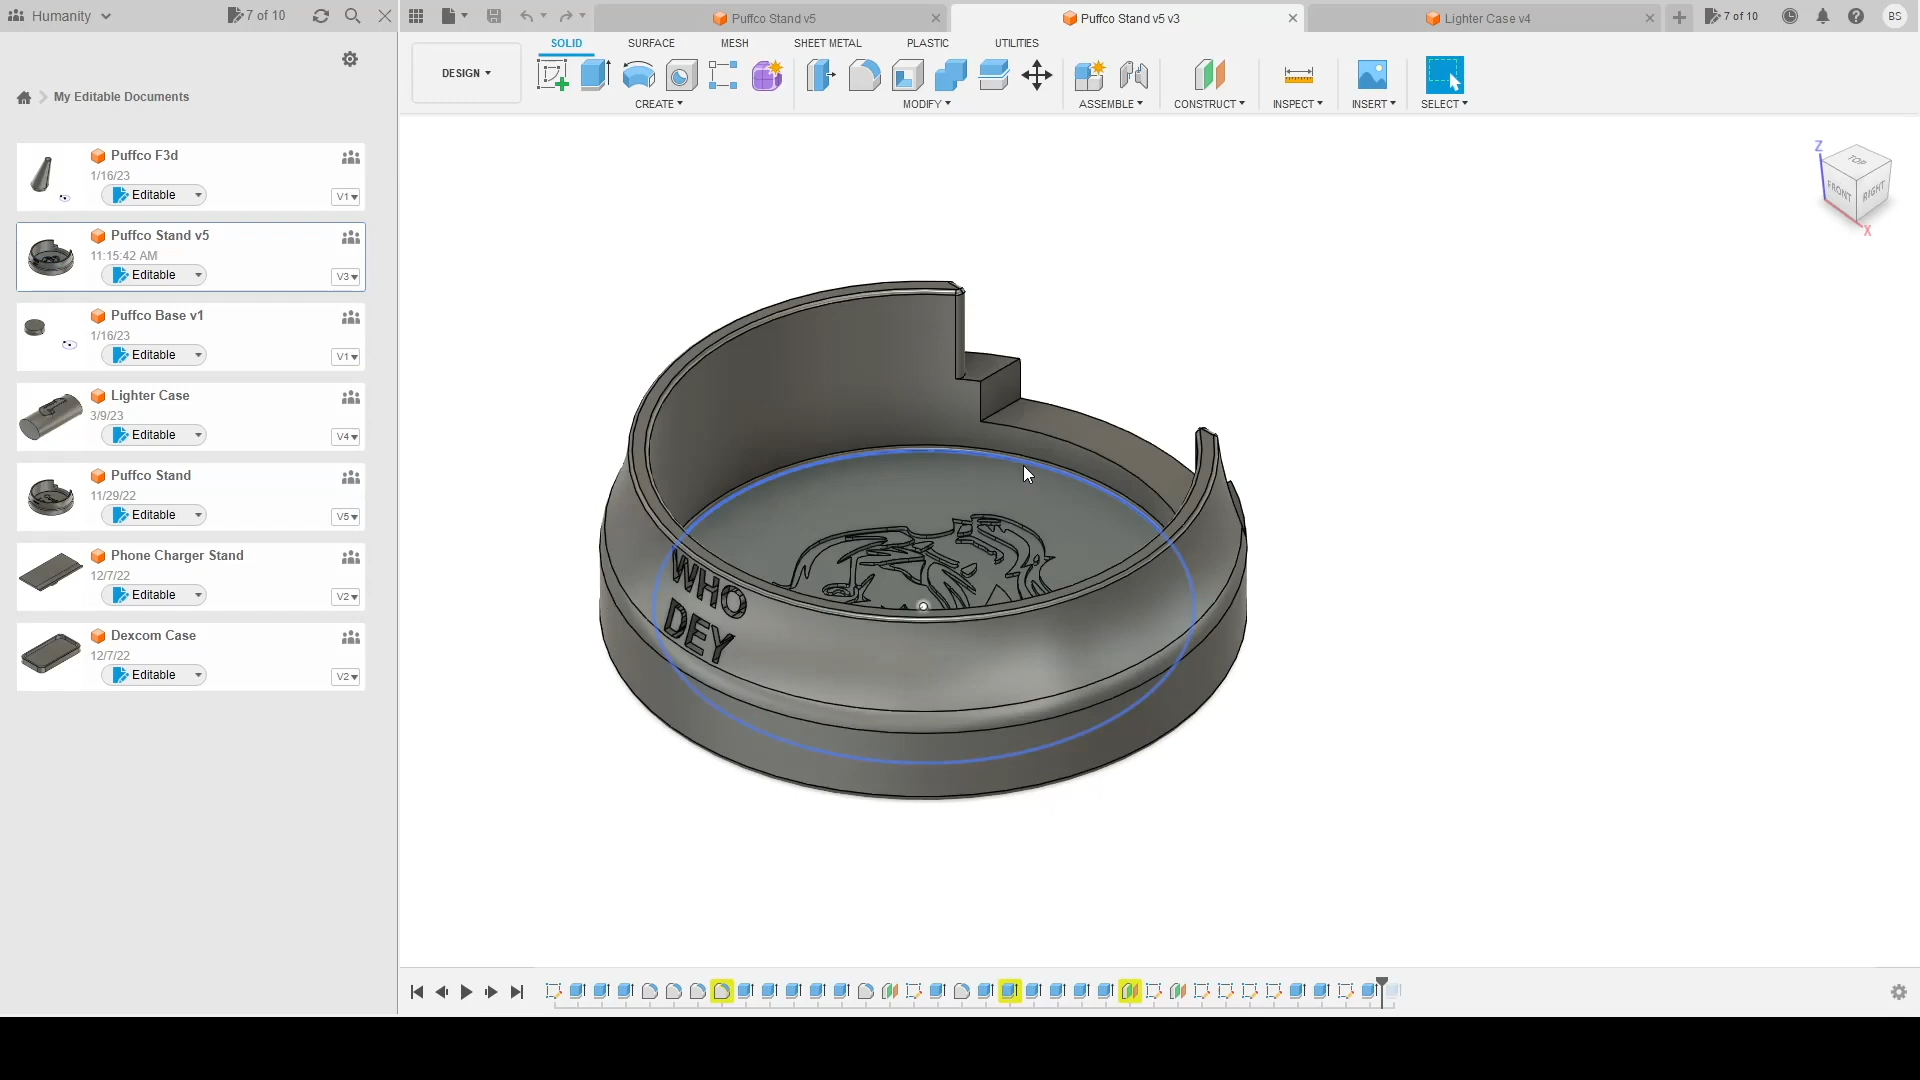 Humanity
7 of 10
Puffco Stand v5
Puffco Stand v5 v3
Lighter Case v4
7 of 10
BS
SOLID
SURFACE
MESH
SHEET METAL
PLASTIC
UTILITIES
DESIGN
CREATE
MODIFY
ASSEMBLE
CONSTRUCT
INSPECT
INSERT
SELECT
My Editable Documents
Puffco F3d
1/16/23
Editable
V1
Puffco Stand v5
11:15:42 AM
Editable
V3
Puffco Base v1
1/16/23
Editable
V1
Lighter Case
3/9/23
Editable
V4
Puffco Stand
11/29/22
Editable
V5
Phone Charger Stand
12/7/22
Editable
V2
Dexcom Case
12/7/22
Editable
V2
Z
TOP
FRONT
RIGHT
X
WHO
DEY